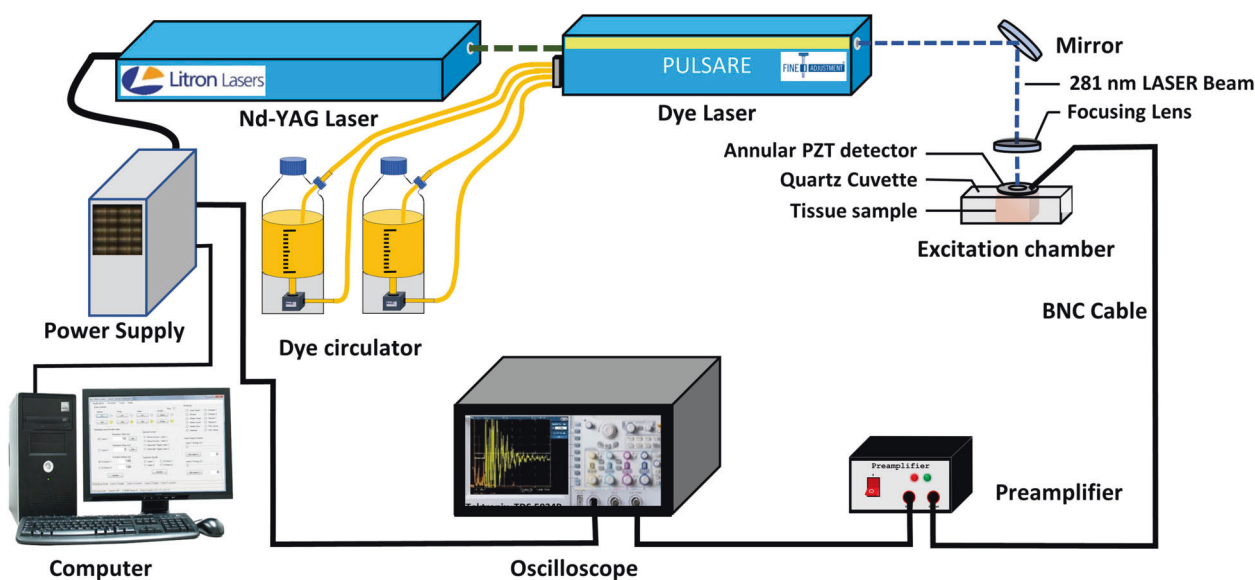 Litron Lasers
Nd-YAG Laser
PULSARE
FINE ADJUSTMENT
Dye Laser
Mirror
281 nm LASER Beam
Focusing Lens
Annular PZT detector
Quartz Cuvette
Tissue sample
Excitation chamber
Power Supply
Dye circulator
BNC Cable
Preamplifier
Preamplifier
Computer
Oscilloscope